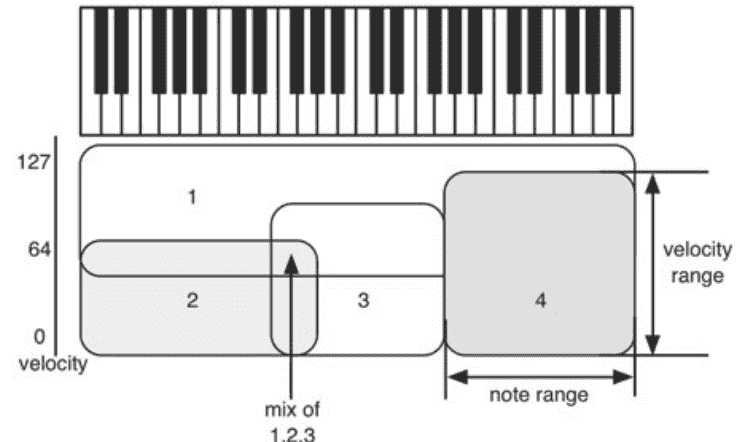 127
1
64
velocity
range
2
3
4
0
velocity
note range
mix of
1,2,3